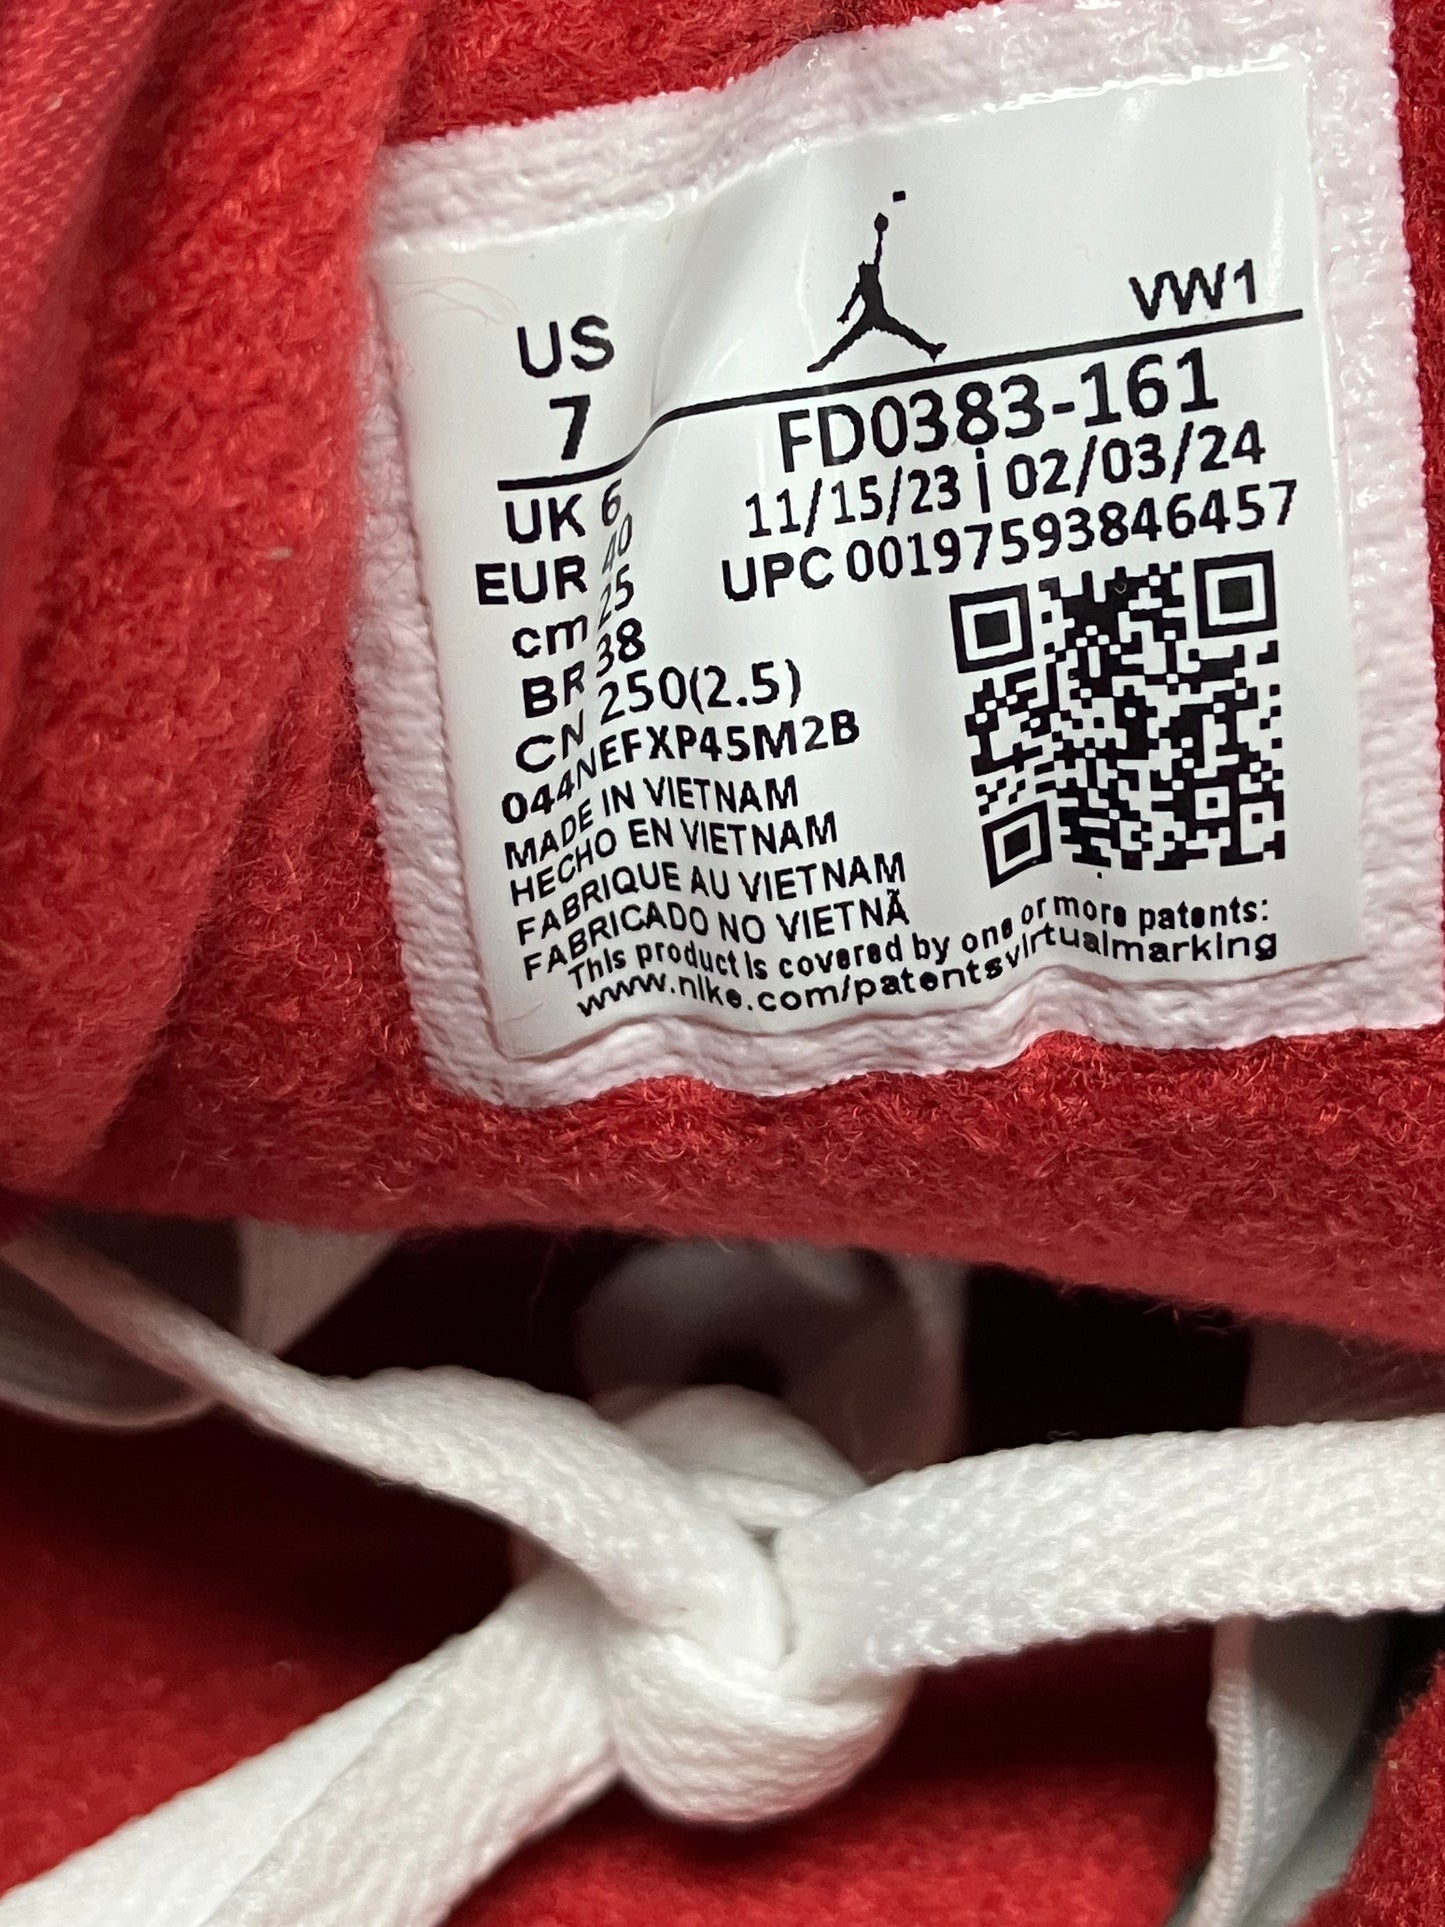 VW1
US
7
FD0383-161
11/15/23 | 02/03/24
UPC 00197593846457
UK 6
EUR 40
cm 25
BR 38
CN 250(2.5)
044NEFXP45M2B
MADE IN VIETNAM
HECHO EN VIETNAM
FABRIQUE AU VIETNAM
FABRICADO NO VIETNÃ
This product is covered by one or more patents:
www.nike.com/patentsvirtualmarking